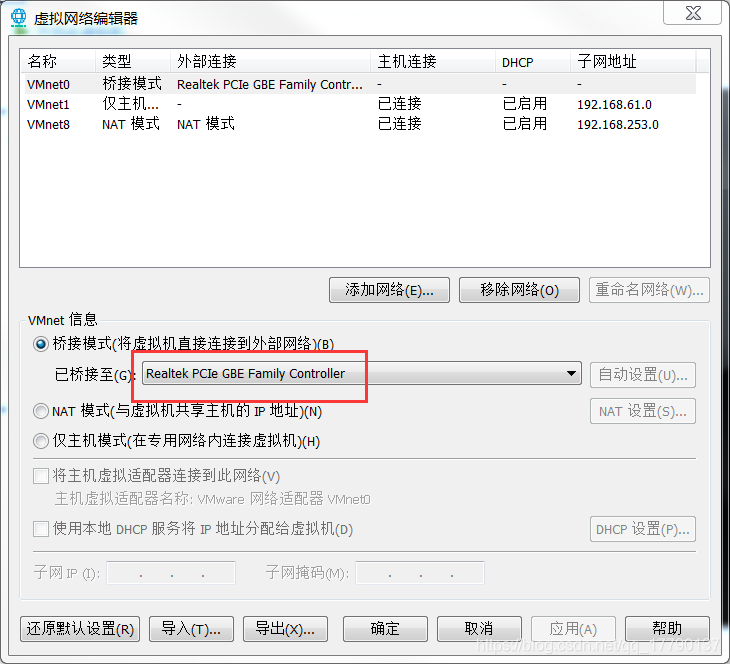 虚拟网络编辑器
名称 类型 外部连接 主机连接 DHCP 子网地址
VMnet0 桥接模式 Realtek PCIe GBE Family Contr... - - -
VMnet1 仅主机... - 已连接 已启用 192.168.61.0
VMnet8 NAT 模式 NAT 模式 已连接 已启用 192.168.253.0
添加网络(E)... 移除网络(O) 重命名网络(W)...
VMnet 信息
桥接模式(将虚拟机直接连接到外部网络)(B)
已桥接至(G): Realtek PCIe GBE Family Controller 自动设置(U)...
NAT 模式(与虚拟机共享主机的 IP 地址)(N) NAT 设置(S)...
仅主机模式(在专用网络内连接虚拟机)(H)
将主机虚拟适配器连接到此网络(V)
主机虚拟适配器名称: VMware 网络适配器 VMnet0
使用本地 DHCP 服务将 IP 地址分配给虚拟机(D) DHCP 设置(P)...
子网 IP (I): . . . 子网掩码(M): . . .
还原默认设置(R) 导入(T)... 导出(X)... 确定 取消 应用(A) 帮助
https://blog.csdn.net/qq_17790137